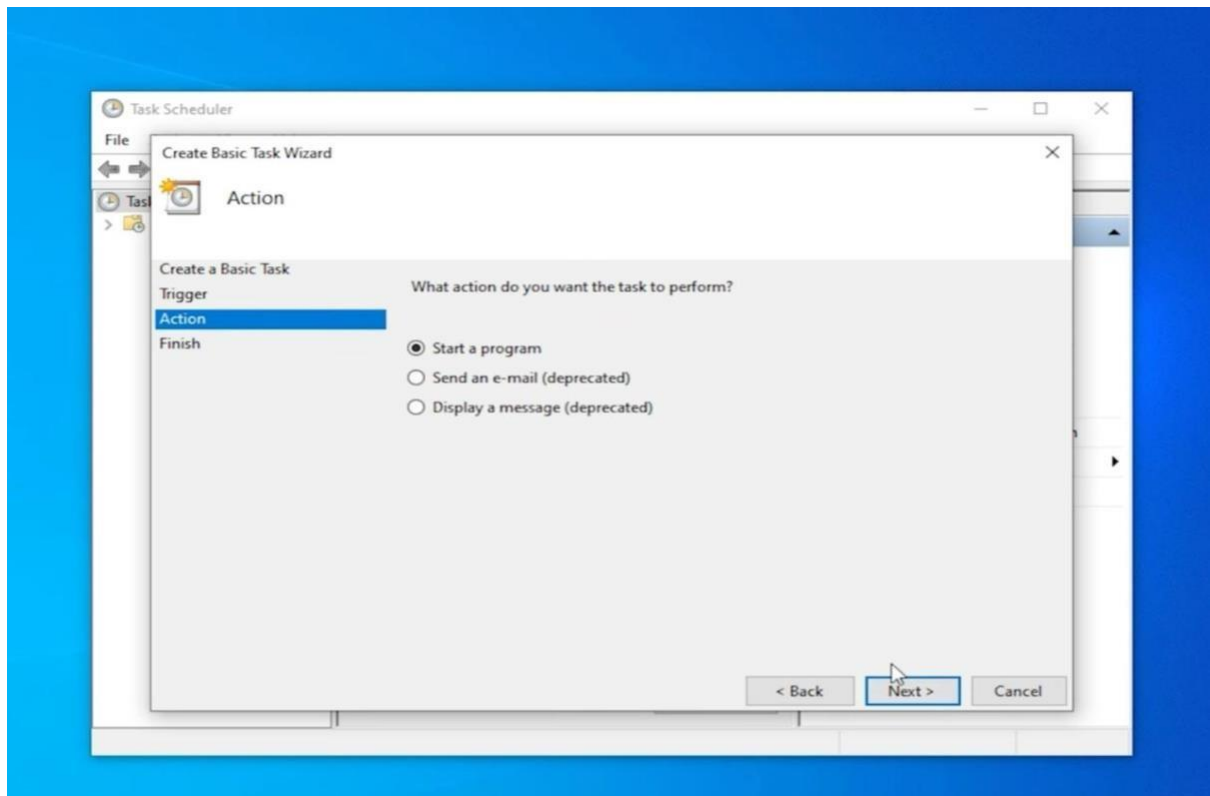 Task Scheduler
File
Create Basic Task Wizard
Action
Create a Basic Task
Trigger
Action
Finish
What action do you want the task to perform?
Start a program
Send an e-mail (deprecated)
Display a message (deprecated)
< Back
Next >
Cancel